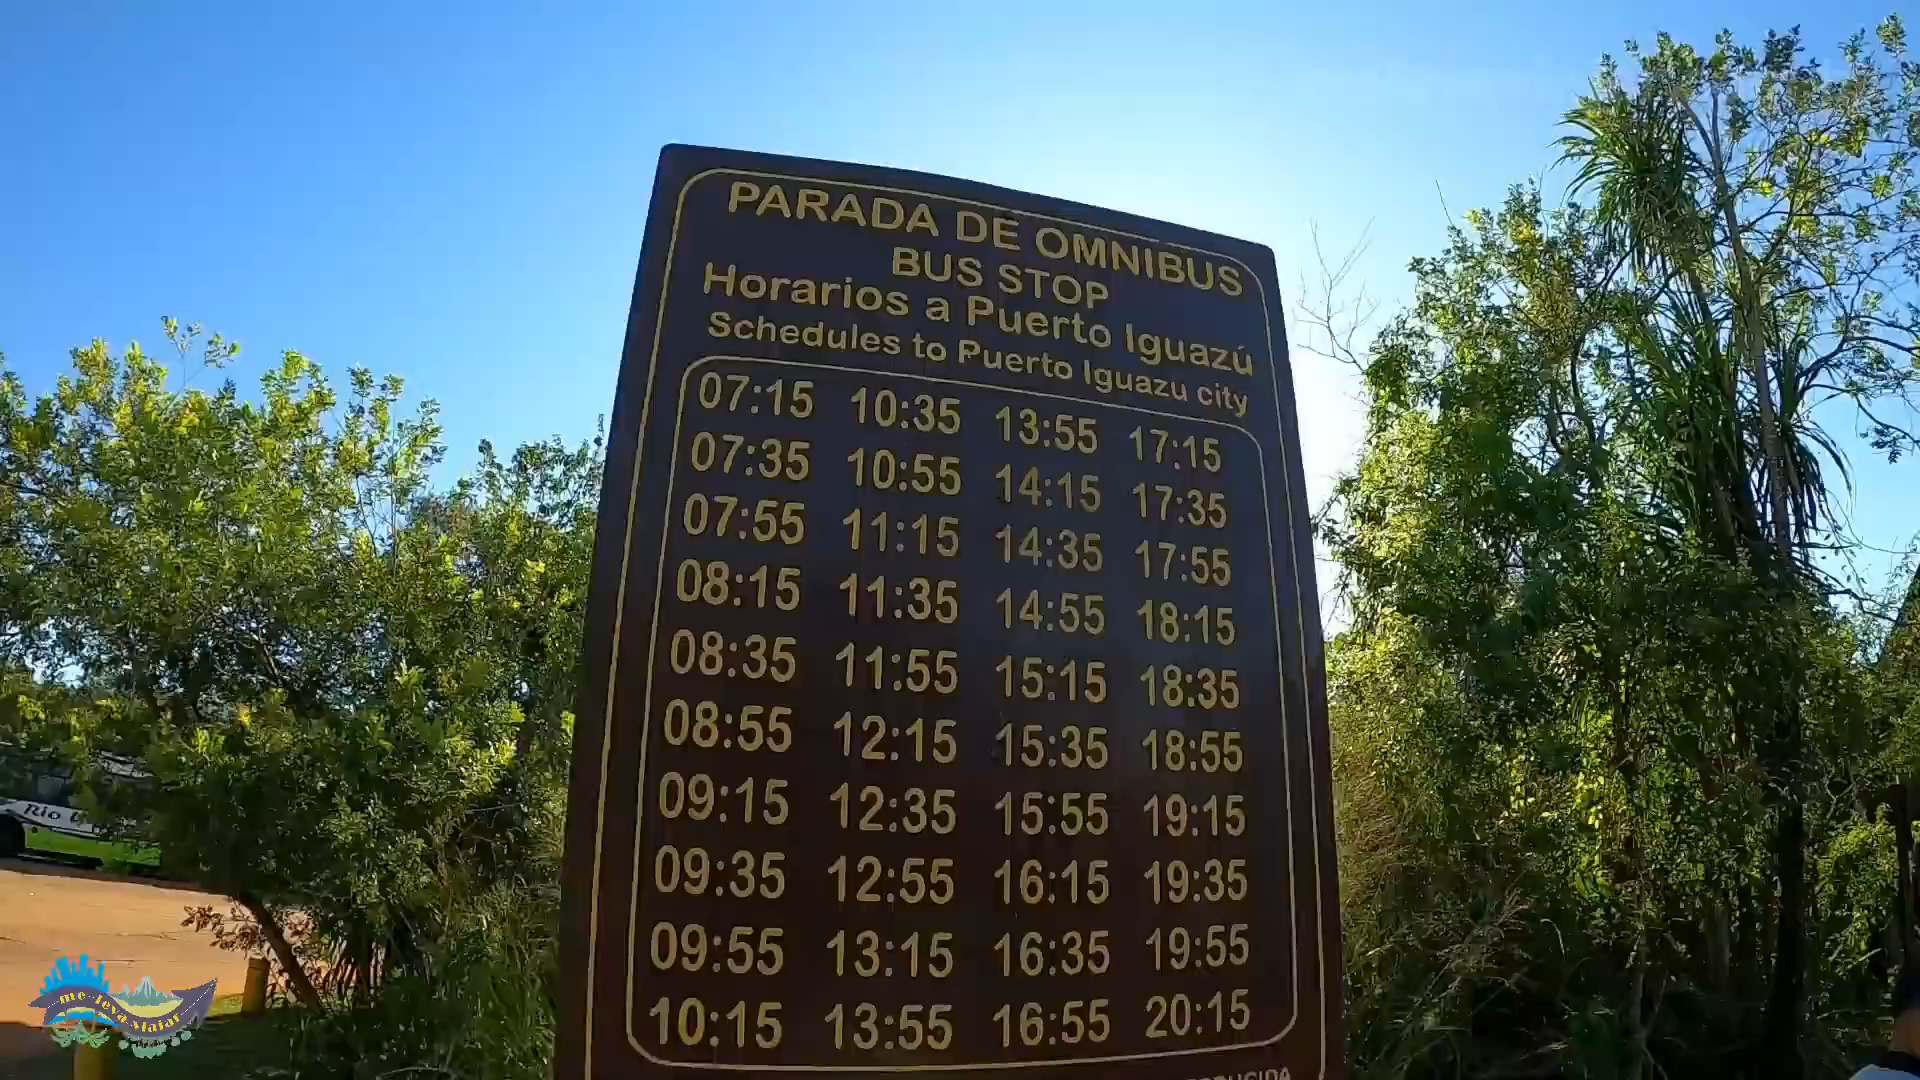 PARADA DE OMNIBUS
BUS STOP
Horarios a Puerto Iguazú
Schedules to Puerto Iguazu city
07:15 10:35 13:55 17:15
07:35 10:55 14:15 17:35
07:55 11:15 14:35 17:55
08:15 11:35 14:55 18:15
08:35 11:55 15:15 18:35
08:55 12:15 15:35 18:55
09:15 12:35 15:55 19:15
09:35 12:55 16:15 19:35
09:55 13:15 16:35 19:55
10:15 13:55 16:55 20:15
Rio
me leva viajar